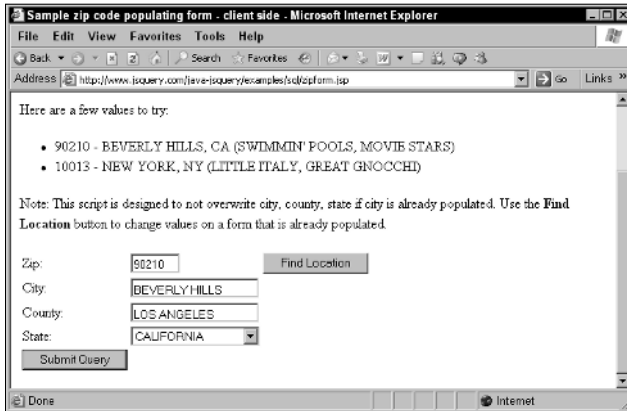 Sample zip code populating form - client side - Microsoft Internet Explorer
File Edit View Favorites Tools Help
Back Search Favorites
Address http://www.jsquery.com/java-jsquery/examples/sql/zipform.jsp Go Links »
Here are a few values to try:
• 90210 - BEVERLY HILLS, CA (SWIMMIN' POOLS, MOVIE STARS)
• 10013 - NEW YORK, NY (LITTLE ITALY, GREAT GNOCCHI)
Note: This script is designed to not overwrite city, county, state if city is already populated. Use the Find
Location button to change values on a form that is already populated.
Zip: 90210 Find Location
City: BEVERLY HILLS
County: LOS ANGELES
State: CALIFORNIA
Submit Query
Done Internet